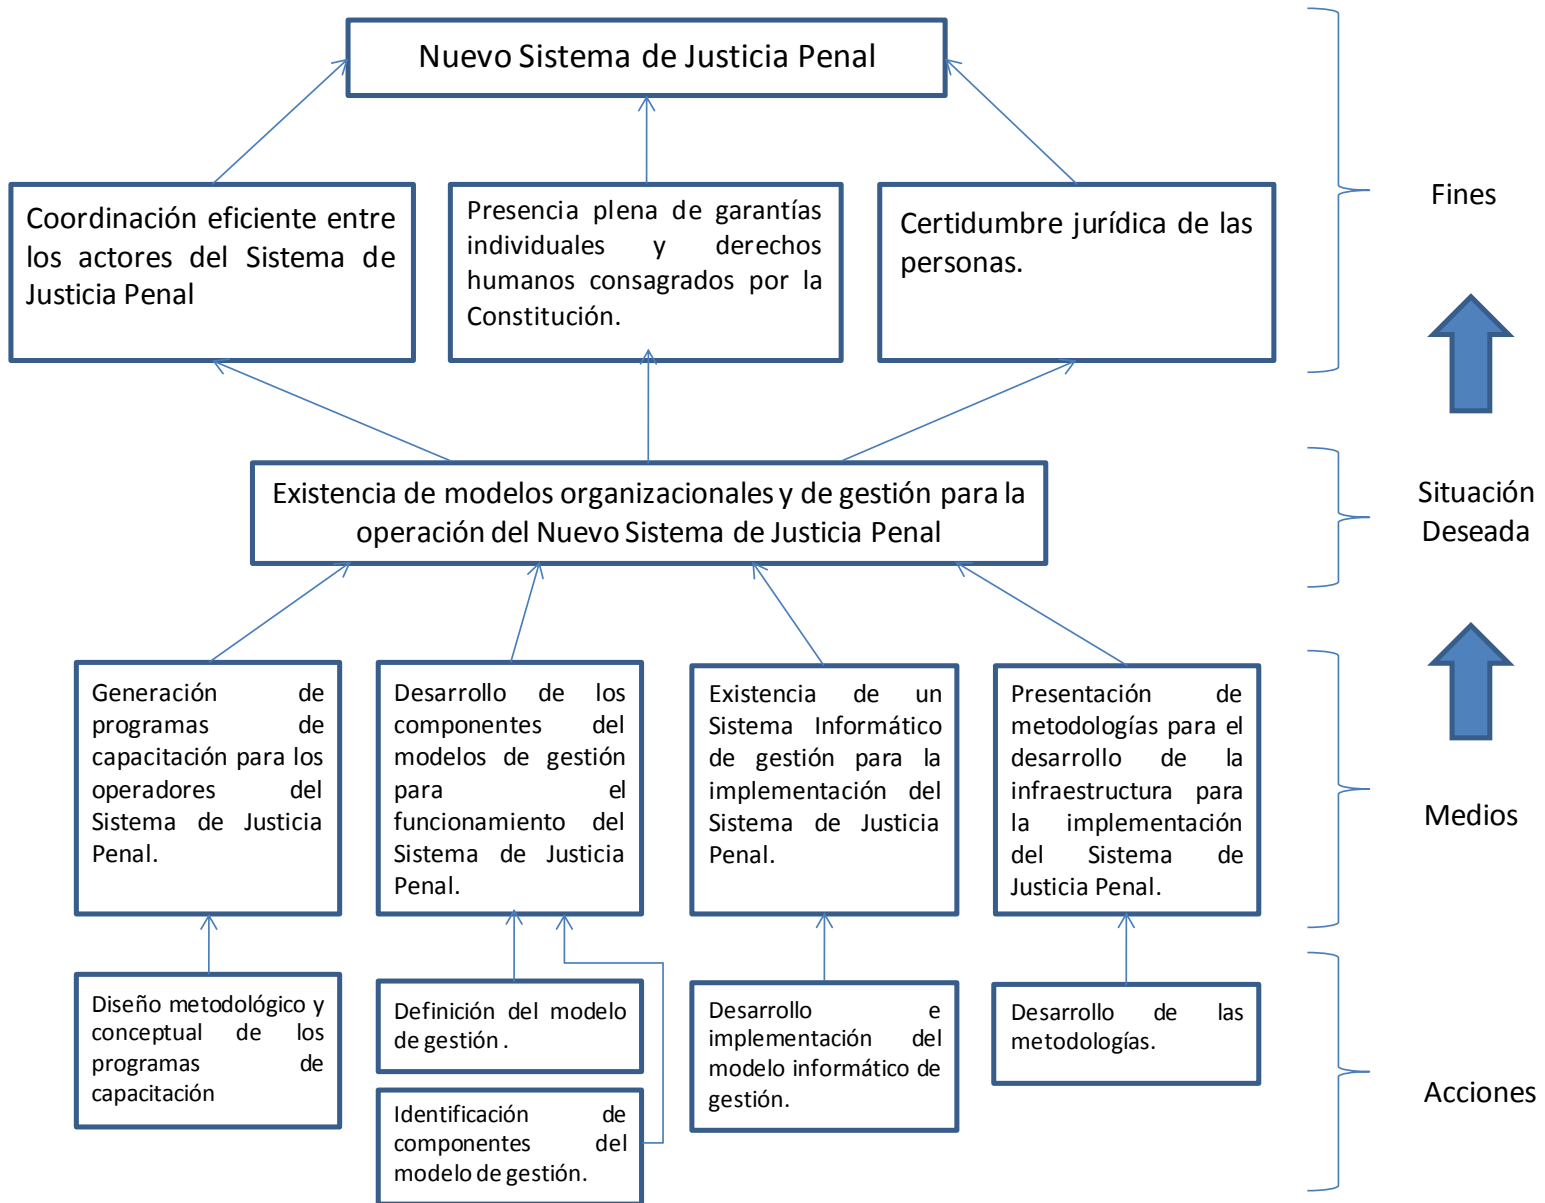 Nuevo Sistema de Justicia Penal
Coordinación eficiente entre
los actores del Sistema de
Justicia Penal
Presencia plena de garantías
individuales y derechos
humanos consagrados por la
Constitución.
Certidumbre jurídica de las
personas.
Fines
Existencia de modelos organizacionales y de gestión para la
operación del Nuevo Sistema de Justicia Penal
Situación
Deseada
Generación de
programas de
capacitación para los
operadores del
Sistema de Justicia
Penal.
Desarrollo de los
componentes del
modelos de gestión
para el
funcionamiento del
Sistema de Justicia
Penal.
Existencia de un
Sistema Informático
de gestión para la
implementación del
Sistema de Justicia
Penal.
Presentación de
metodologías para el
desarrollo de la
infraestructura para
la implementación
del Sistema de
Justicia Penal.
Medios
Diseño metodológico y
conceptual de los
programas de
capacitación
Definición del modelo
de gestión .
Identificación de
componentes del
modelo de gestión.
Desarrollo e
implementación del
modelo informático de
gestión.
Desarrollo de las
metodologías.
Acciones